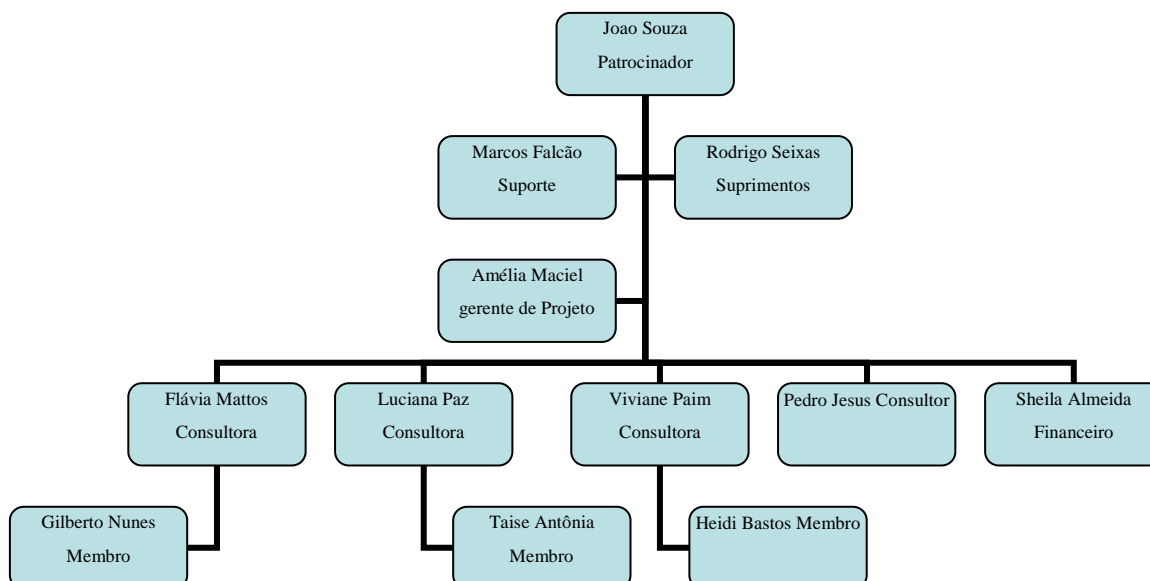 Joao Souza
Patrocinador
Marcos Falcão
Suporte
Rodrigo Seixas
Suprimentos
Amélia Maciel
gerente de Projeto
Flávia Mattos
Consultora
Luciana Paz
Consultora
Viviane Paim
Consultora
Pedro Jesus Consultor
Sheila Almeida
Financeiro
Gilberto Nunes
Membro
Taise Antônia
Membro
Heidi Bastos Membro